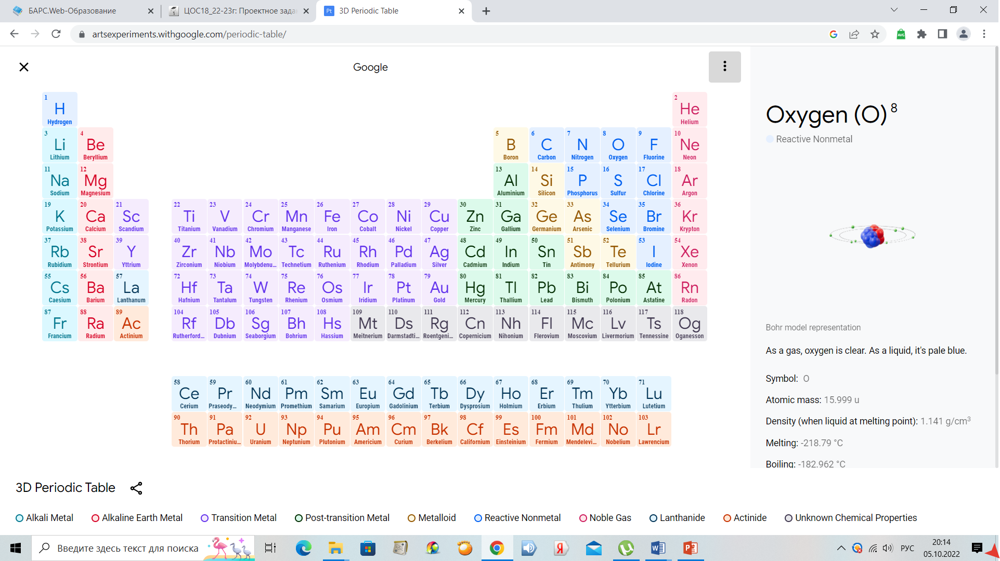 БАРС.Web-Образование
ЦОС18_22-23г: Проектное зада
Pt 3D Periodic Table
artsexperiments.withgoogle.com/periodic-table/
AVG
Google
1 H Hydrogen
2 He Helium
3 Li Lithium
4 Be Beryllium
5 B Boron
6 C Carbon
7 N Nitrogen
8 O Oxygen
9 F Fluorine
10 Ne Neon
11 Na Sodium
12 Mg Magnesium
13 Al Aluminium
14 Si Silicon
15 P Phosphorus
16 S Sulfur
17 Cl Chlorine
18 Ar Argon
19 K Potassium
20 Ca Calcium
21 Sc Scandium
22 Ti Titanium
23 V Vanadium
24 Cr Chromium
25 Mn Manganese
26 Fe Iron
27 Co Cobalt
28 Ni Nickel
29 Cu Copper
30 Zn Zinc
31 Ga Gallium
32 Ge Germanium
33 As Arsenic
34 Se Selenium
35 Br Bromine
36 Kr Krypton
37 Rb Rubidium
38 Sr Strontium
39 Y Yttrium
40 Zr Zirconium
41 Nb Niobium
42 Mo Molybdenu...
43 Tc Technetium
44 Ru Ruthenium
45 Rh Rhodium
46 Pd Palladium
47 Ag Silver
48 Cd Cadmium
49 In Indium
50 Sn Tin
51 Sb Antimony
52 Te Tellurium
53 I Iodine
54 Xe Xenon
55 Cs Caesium
56 Ba Barium
57 La Lanthanum
72 Hf Hafnium
73 Ta Tantalum
74 W Tungsten
75 Re Rhenium
76 Os Osmium
77 Ir Iridium
78 Pt Platinum
79 Au Gold
80 Hg Mercury
81 Tl Thallium
82 Pb Lead
83 Bi Bismuth
84 Po Polonium
85 At Astatine
86 Rn Radon
87 Fr Francium
88 Ra Radium
89 Ac Actinium
104 Rf Rutherford...
105 Db Dubnium
106 Sg Seaborgium
107 Bh Bohrium
108 Hs Hassium
109 Mt Meitnerium
110 Ds Darmstadti...
111 Rg Roentgeni...
112 Cn Copernicium
113 Nh Nihonium
114 Fl Flerovium
115 Mc Moscovium
116 Lv Livermorium
117 Ts Tennessine
118 Og Oganesson
58 Ce Cerium
59 Pr Praseody...
60 Nd Neodymium
61 Pm Promethium
62 Sm Samarium
63 Eu Europium
64 Gd Gadolinium
65 Tb Terbium
66 Dy Dysprosium
67 Ho Holmium
68 Er Erbium
69 Tm Thulium
70 Yb Ytterbium
71 Lu Lutetium
90 Th Thorium
91 Pa Protactiniu...
92 U Uranium
93 Np Neptunium
94 Pu Plutonium
95 Am Americium
96 Cm Curium
97 Bk Berkelium
98 Cf Californium
99 Es Einsteinium
100 Fm Fermium
101 Md Mendelevi...
102 No Nobelium
103 Lr Lawrencium
Oxygen (O) 8
Reactive Nonmetal
Bohr model representation
As a gas, oxygen is clear. As a liquid, it's pale blue.
Symbol: O
Atomic mass: 15.999 u
Density (when liquid at melting point): 1.141 g/cm³
Melting: -218.79 °C
Boiling: -182.962 °C
3D Periodic Table
Alkali Metal
Alkaline Earth Metal
Transition Metal
Post-transition Metal
Metalloid
Reactive Nonmetal
Noble Gas
Lanthanide
Actinide
Unknown Chemical Properties
Введите здесь текст для поиска
Я
РУС
20:14
05.10.2022